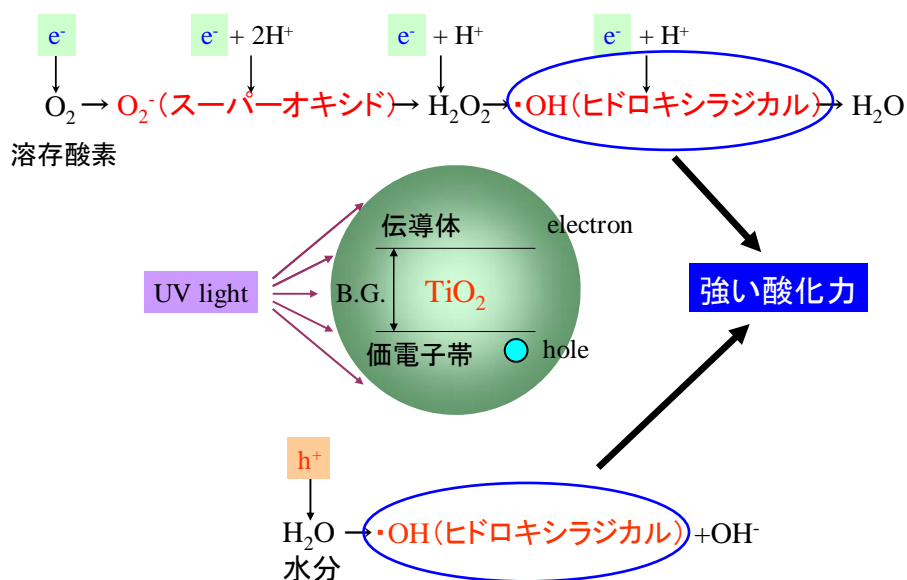 e⁻ e⁻ + 2H⁺ e⁻ + H⁺ e⁻ + H⁺
O₂ → O₂⁻(スーパーオキシド) → H₂O₂ → ・OH(ヒドロキシラジカル) → H₂O
溶存酸素
伝導体 electron
UV light B.G. TiO₂ 強い酸化力
価電子帯 hole
h⁺
H₂O → ・OH(ヒドロキシラジカル) +OH⁻
水分